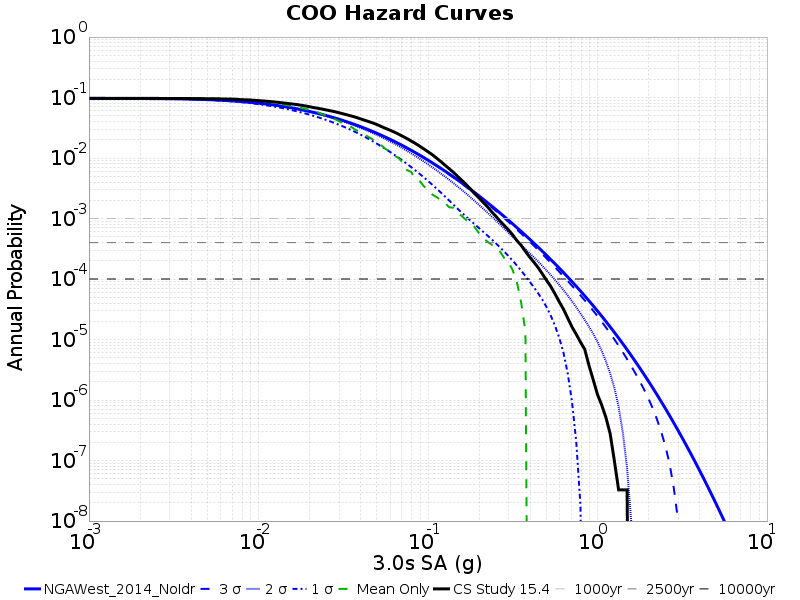 COO Hazard Curves
Annual Probability
10^0
10^-1
10^-2
10^-3
10^-4
10^-5
10^-6
10^-7
10^-8
10^-3 10^-2 10^-1 10^0 10^1
3.0s SA (g)
NGAWest_2014_NoIdr 3 σ 2 σ 1 σ Mean Only CS Study 15.4 1000yr 2500yr 10000yr